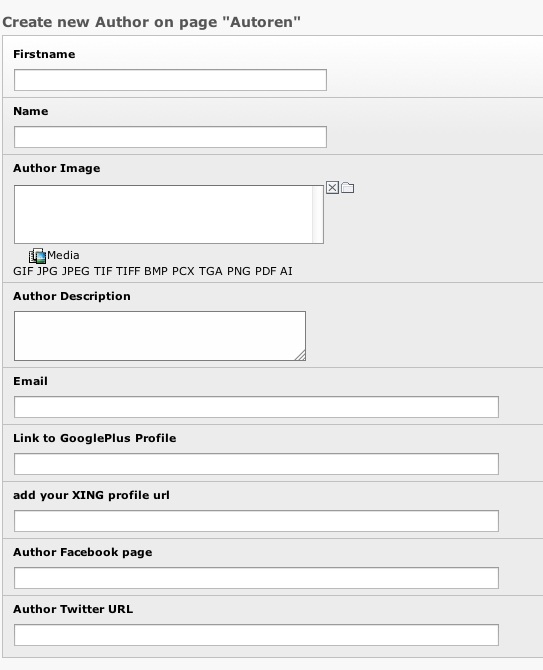 Create new Author on page "Autoren"
Firstname
Name
Author Image
Media
GIF JPG JPEG TIF TIFF BMP PCX TGA PNG PDF AI
Author Description
Email
Link to GooglePlus Profile
add your XING profile url
Author Facebook page
Author Twitter URL